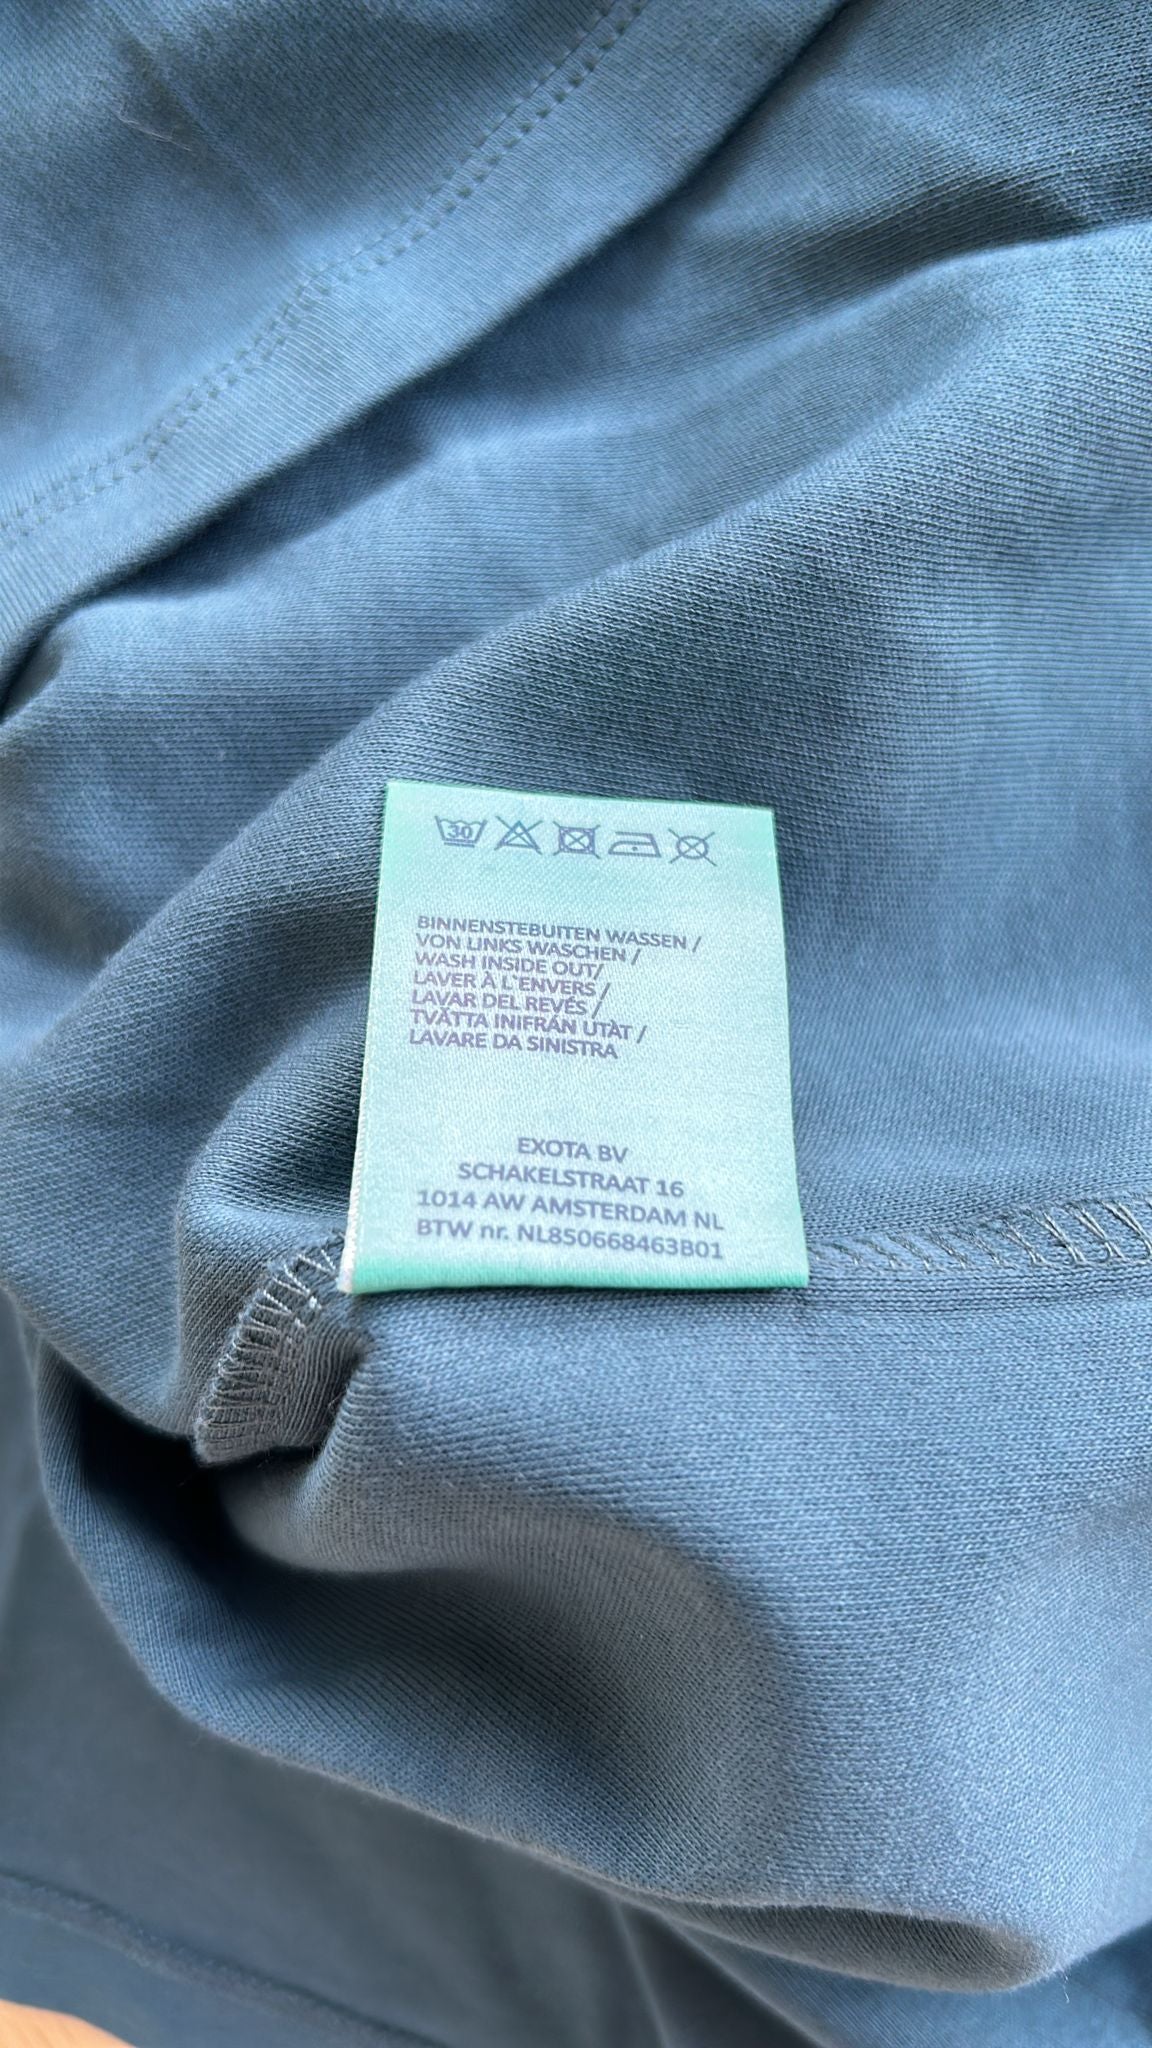 30
BINNENSTEBUITEN WASSEN /
VON LINKS WASCHEN /
WASH INSIDE OUT/
LAVER À L`ENVERS /
LAVAR DEL REVÉS /
TVÄTTA INIFRÅN UTÅT /
LAVARE DA SINISTRA
EXOTA BV
SCHAKELSTRAAT 16
1014 AW AMSTERDAM NL
BTW nr. NL850668463B01